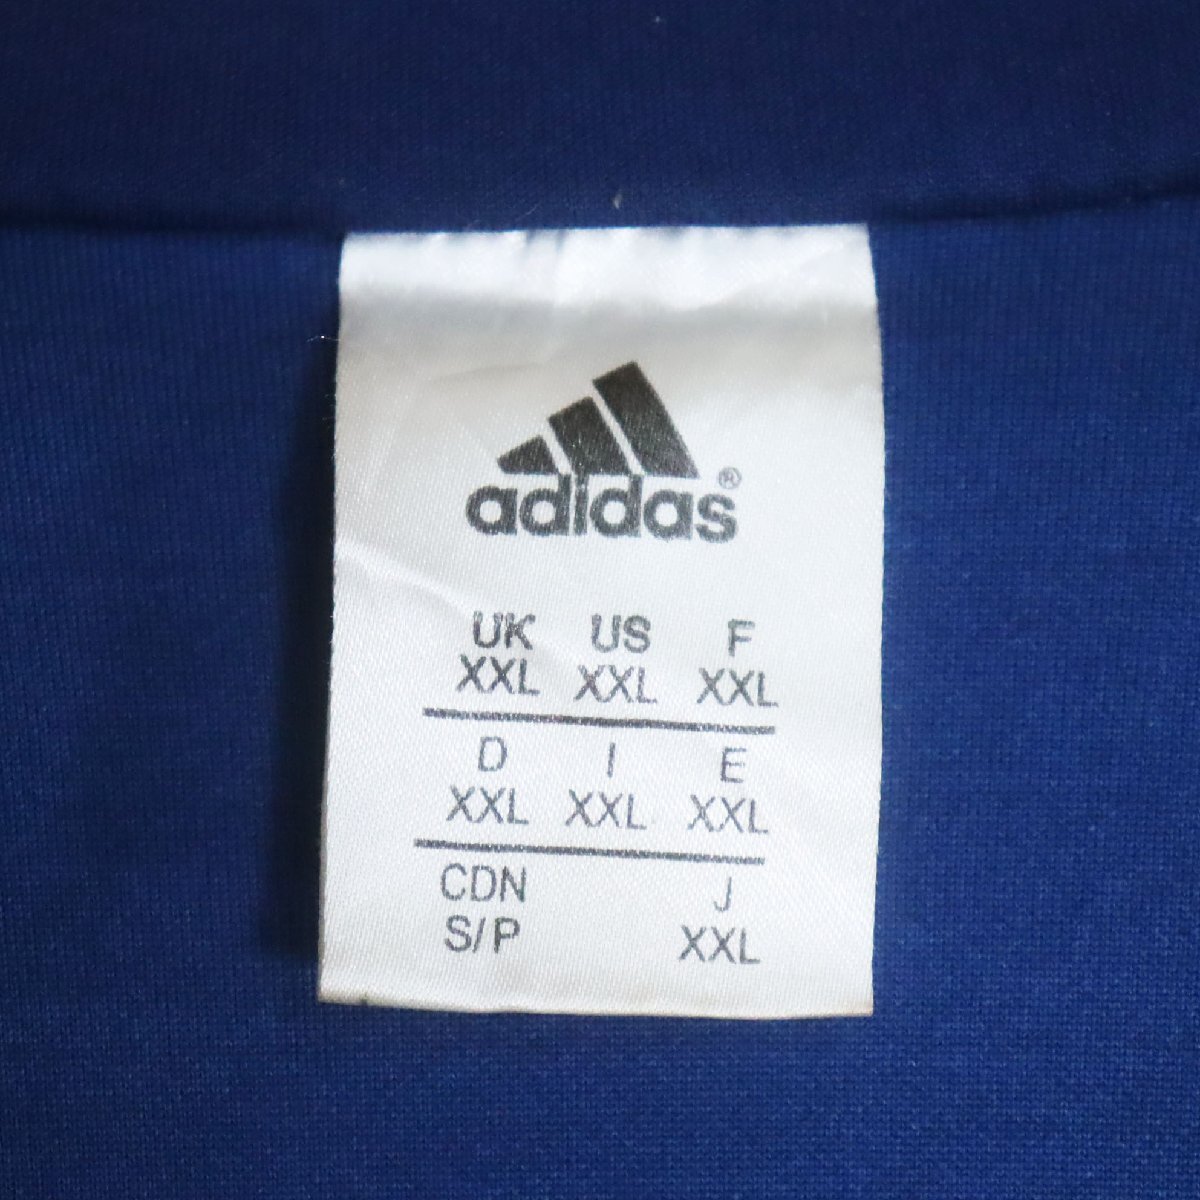 adidas®
UK US F
XXL XXL XXL
D I E
XXL XXL XXL
CDN J
S/P XXL